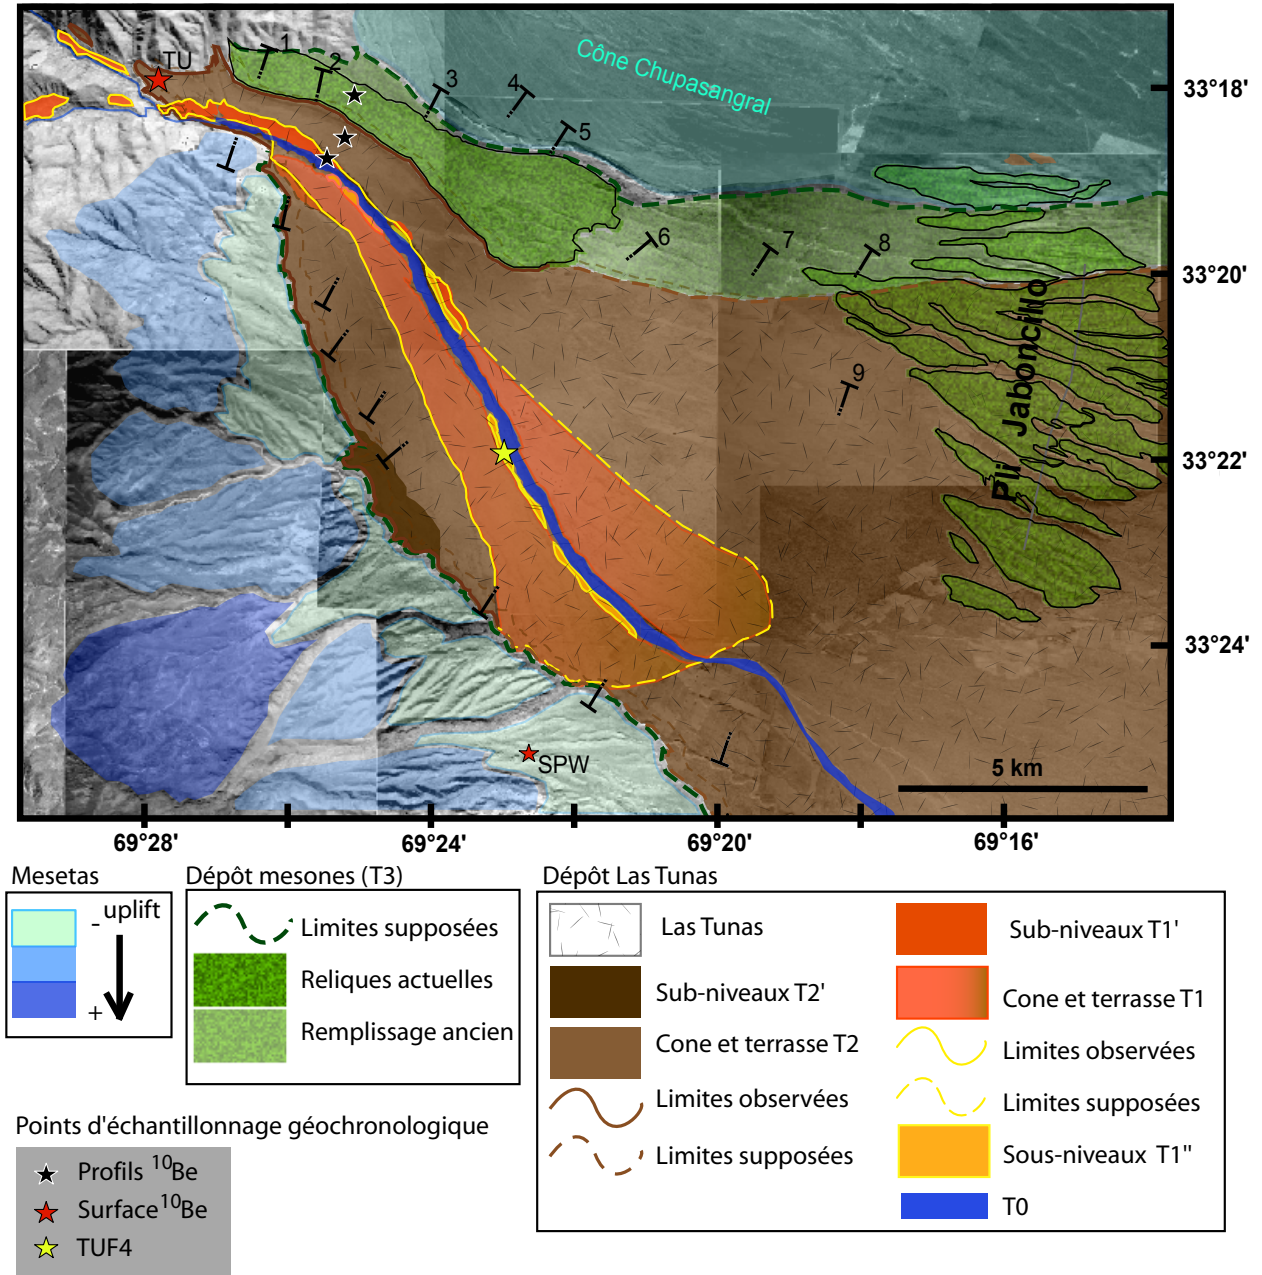 TU
1
2
3
4
5
Cône Chupasangral
33°18'
6
7
8
33°20'
Pli Jaboncillo
9
33°22'
33°24'
SPW
5 km
69°28'
69°24'
69°20'
69°16'
Mesetas
- uplift
+
Dépôt mesones (T3)
Limites supposées
Reliques actuelles
Remplissage ancien
Dépôt Las Tunas
Las Tunas
Sub-niveaux T2'
Cone et terrasse T2
Limites observées
Limites supposées
Sub-niveaux T1'
Cone et terrasse T1
Limites observées
Limites supposées
Sous-niveaux T1''
T0
Points d'échantillonnage géochronologique
Profils ¹⁰Be
Surface ¹⁰Be
TUF4